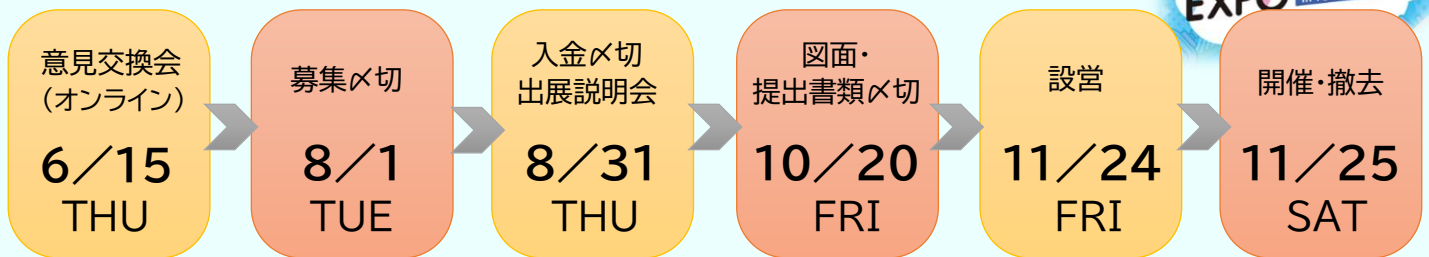 EXPO
意見交換会
(オンライン)
6／15
THU
募集〆切
8／1
TUE
入金〆切
出展説明会
8／31
THU
図面・
提出書類〆切
10／20
FRI
設営
11／24
FRI
開催・撤去
11／25
SAT